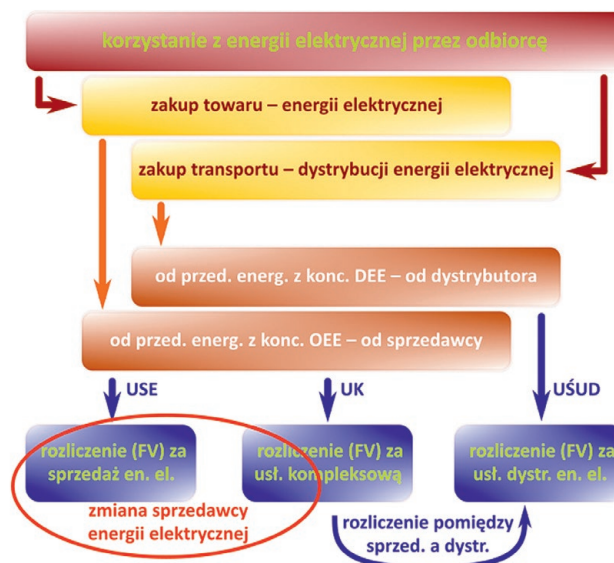 korzystanie z energii elektrycznej przez odbiorcę
zakup towaru – energii elektrycznej
zakup transportu – dystrybucji energii elektrycznej
od przed. energ. z konc. DEE – od dystrybutora
od przed. energ. z konc. OEE – od sprzedawcy
USE
UK
UŚUD
rozliczenie (FV) za
sprzedaż en. el.
rozliczenie (FV) za
usł. kompleksową
rozliczenie (FV) za
usł. dystr. en. el.
zmiana sprzedawcy
energii elektrycznej
rozliczenie pomiędzy
sprzed. a dystr.